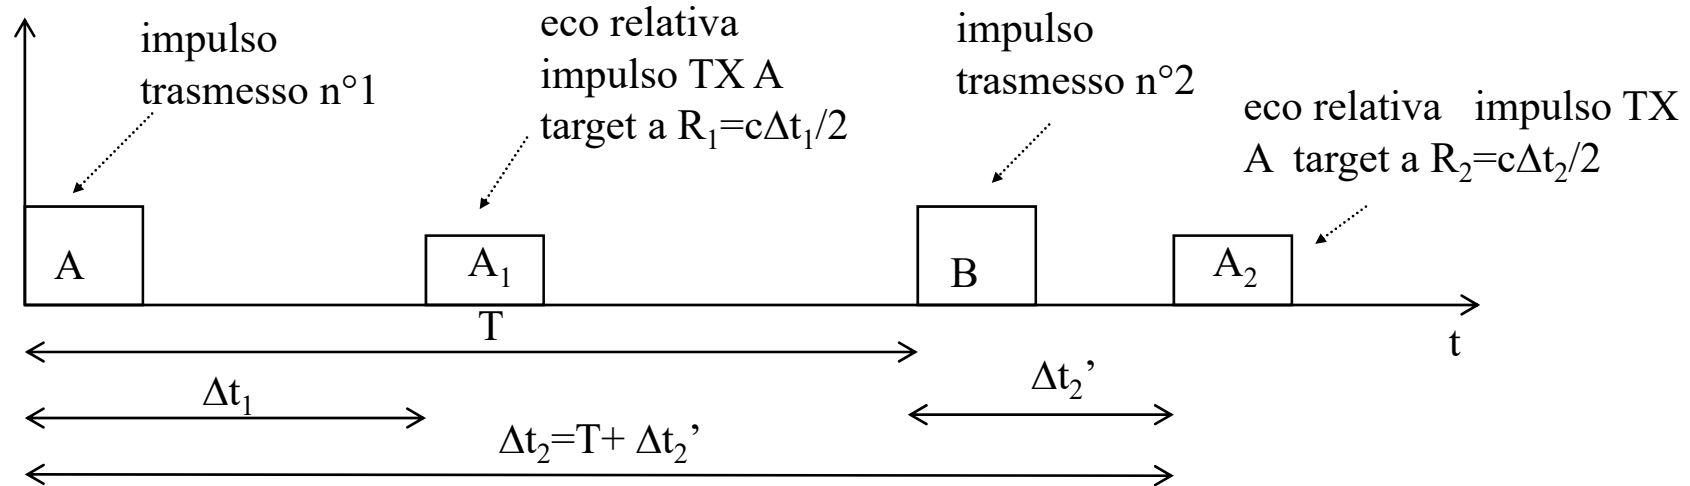 impulso
trasmesso n°1
eco relativa
impulso TX A
target a R₁=cΔt₁/2
impulso
trasmesso n°2
eco relativa impulso TX
A target a R₂=cΔt₂/2
A
A₁
B
A₂
T
t
Δt₁
Δt₂’
Δt₂=T+ Δt₂’